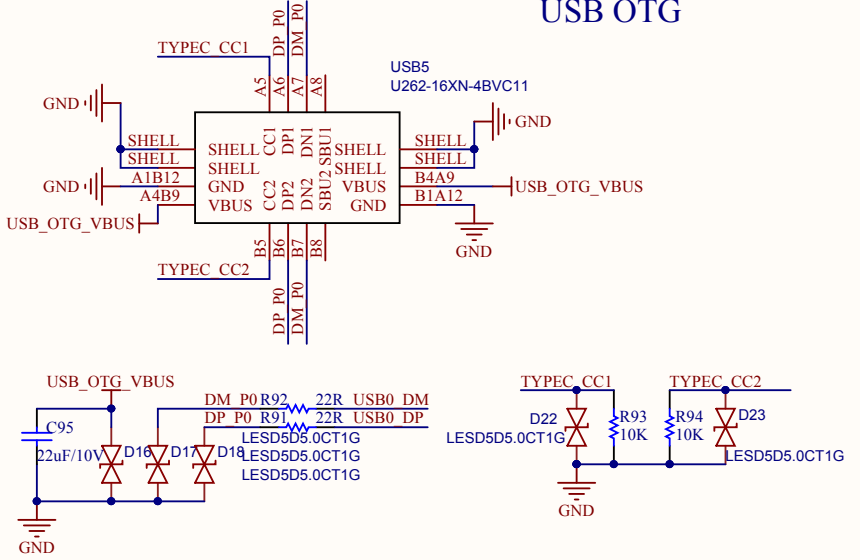 USB OTG
DP_P0
DM_P0
TYPEC_CC1
USB5
U262-16XN-4BVC11
A5
A6
A7
A8
GND
GND
SHELL
SHELL
SHELL
SHELL
CC1
DP1
DN1
SBU1
SHELL
SHELL
SHELL
SHELL
GND
A1B12
GND
VBUS
B4A9
USB_OTG_VBUS
A4B9
VBUS
CC2
DP2
DN2
SBU2
GND
B1A12
USB_OTG_VBUS
GND
B5
B6
B7
B8
TYPEC_CC2
DP_P0
DM_P0
USB_OTG_VBUS
TYPEC_CC1
TYPEC_CC2
DM_P0 R92 22R USB0_DM
DP_P0 R91 22R USB0_DP
C95
22uF/10V
D16
D17
D18
LESD5D5.0CT1G
LESD5D5.0CT1G
LESD5D5.0CT1G
GND
D22
LESD5D5.0CT1G
R93
10K
R94
10K
D23
LESD5D5.0CT1G
GND